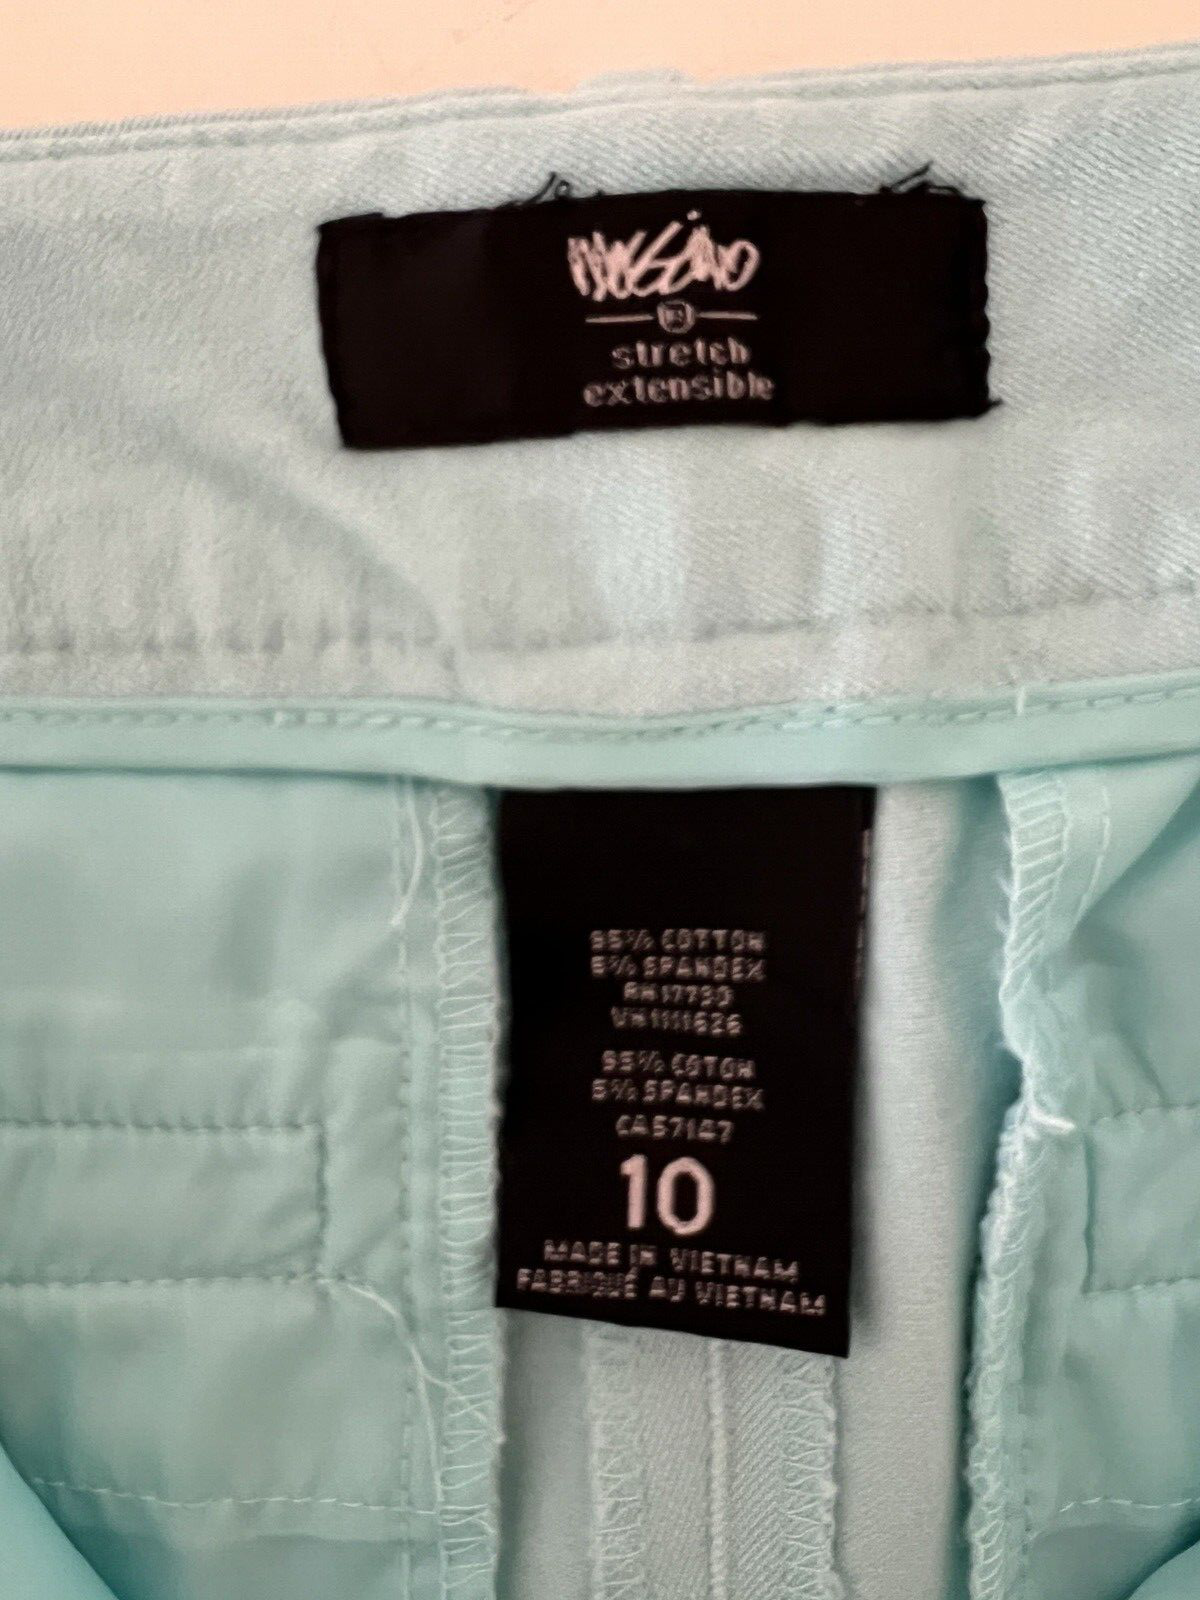 mossimo
stretch
extensible
95% COTTON
5% SPANDEX
RN17730
VN1111626
95% COTON
5% SPANDEX
CA57147
10
MADE IN VIETNAM
FABRIQUÉ AU VIETNAM